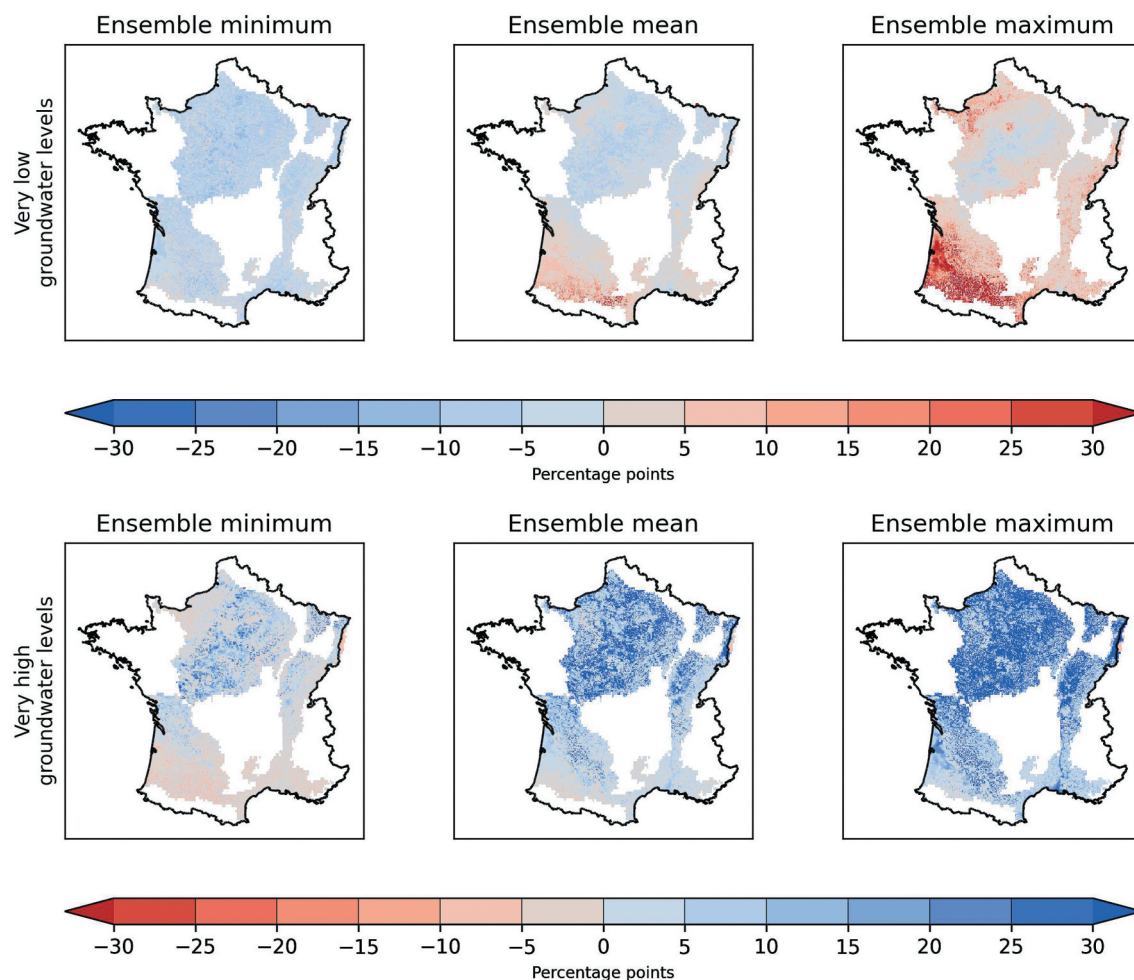 Ensemble minimum
Ensemble mean
Ensemble maximum
Very low
groundwater levels
−30 −25 −20 −15 −10 −5 0 5 10 15 20 25 30
Percentage points
Ensemble minimum
Ensemble mean
Ensemble maximum
Very high
groundwater levels
−30 −25 −20 −15 −10 −5 0 5 10 15 20 25 30
Percentage points